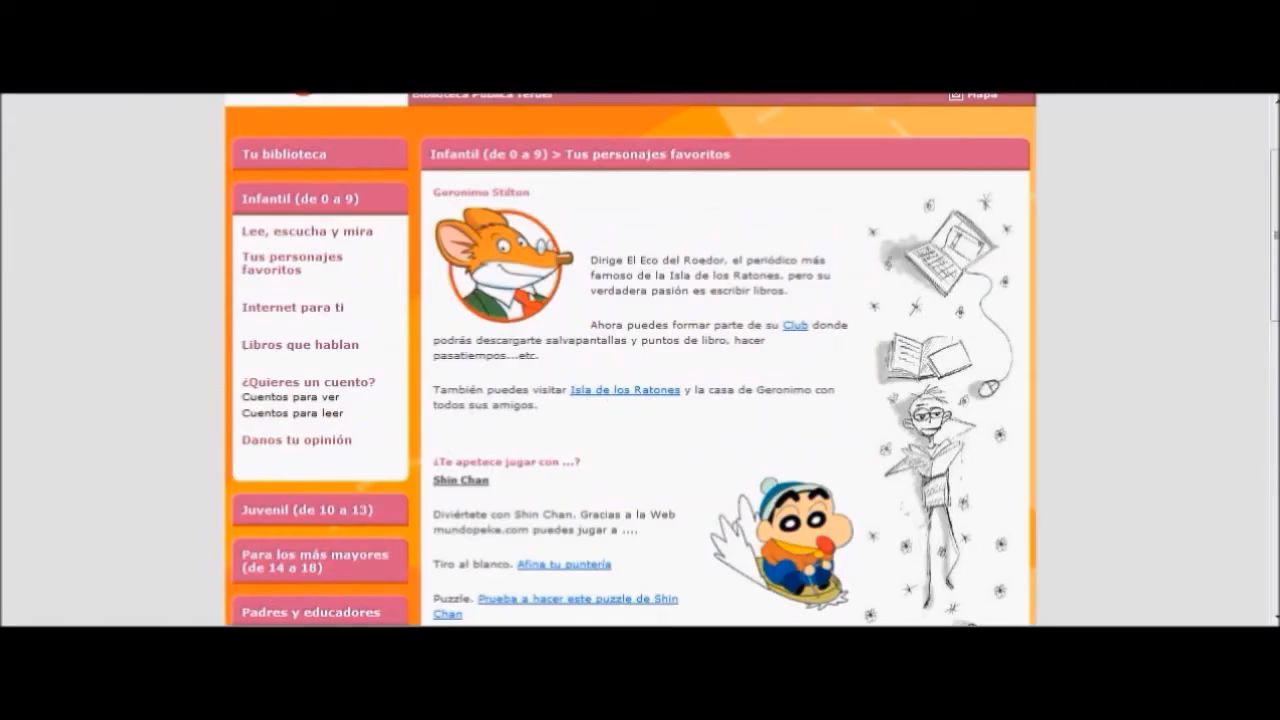 Biblioteca Pública Teruel
Mapa
Tu biblioteca
Infantil (de 0 a 9)
Lee, escucha y mira
Tus personajes
favoritos
Internet para ti
Libros que hablan
¿Quieres un cuento?
Cuentos para ver
Cuentos para leer
Danos tu opinión
Juvenil (de 10 a 13)
Para los más mayores
(de 14 a 18)
Padres y educadores
Infantil (de 0 a 9) > Tus personajes favoritos
Geronimo Stilton
Dirige El Eco del Roedor, el periódico más
famoso de la Isla de los Ratones, pero su
verdadera pasión es escribir libros.
Ahora puedes formar parte de su Club donde
podrás descargarte salvapantallas y puntos de libro, hacer
pasatiempos...etc.
También puedes visitar Isla de los Ratones y la casa de Geronimo con
todos sus amigos.
¿Te apetece jugar con ...?
Shin Chan
Diviértete con Shin Chan. Gracias a la Web
mundopeke.com puedes jugar a ....
Tiro al blanco. Afina tu puntería
Puzzle. Prueba a hacer este puzzle de Shin
Chan